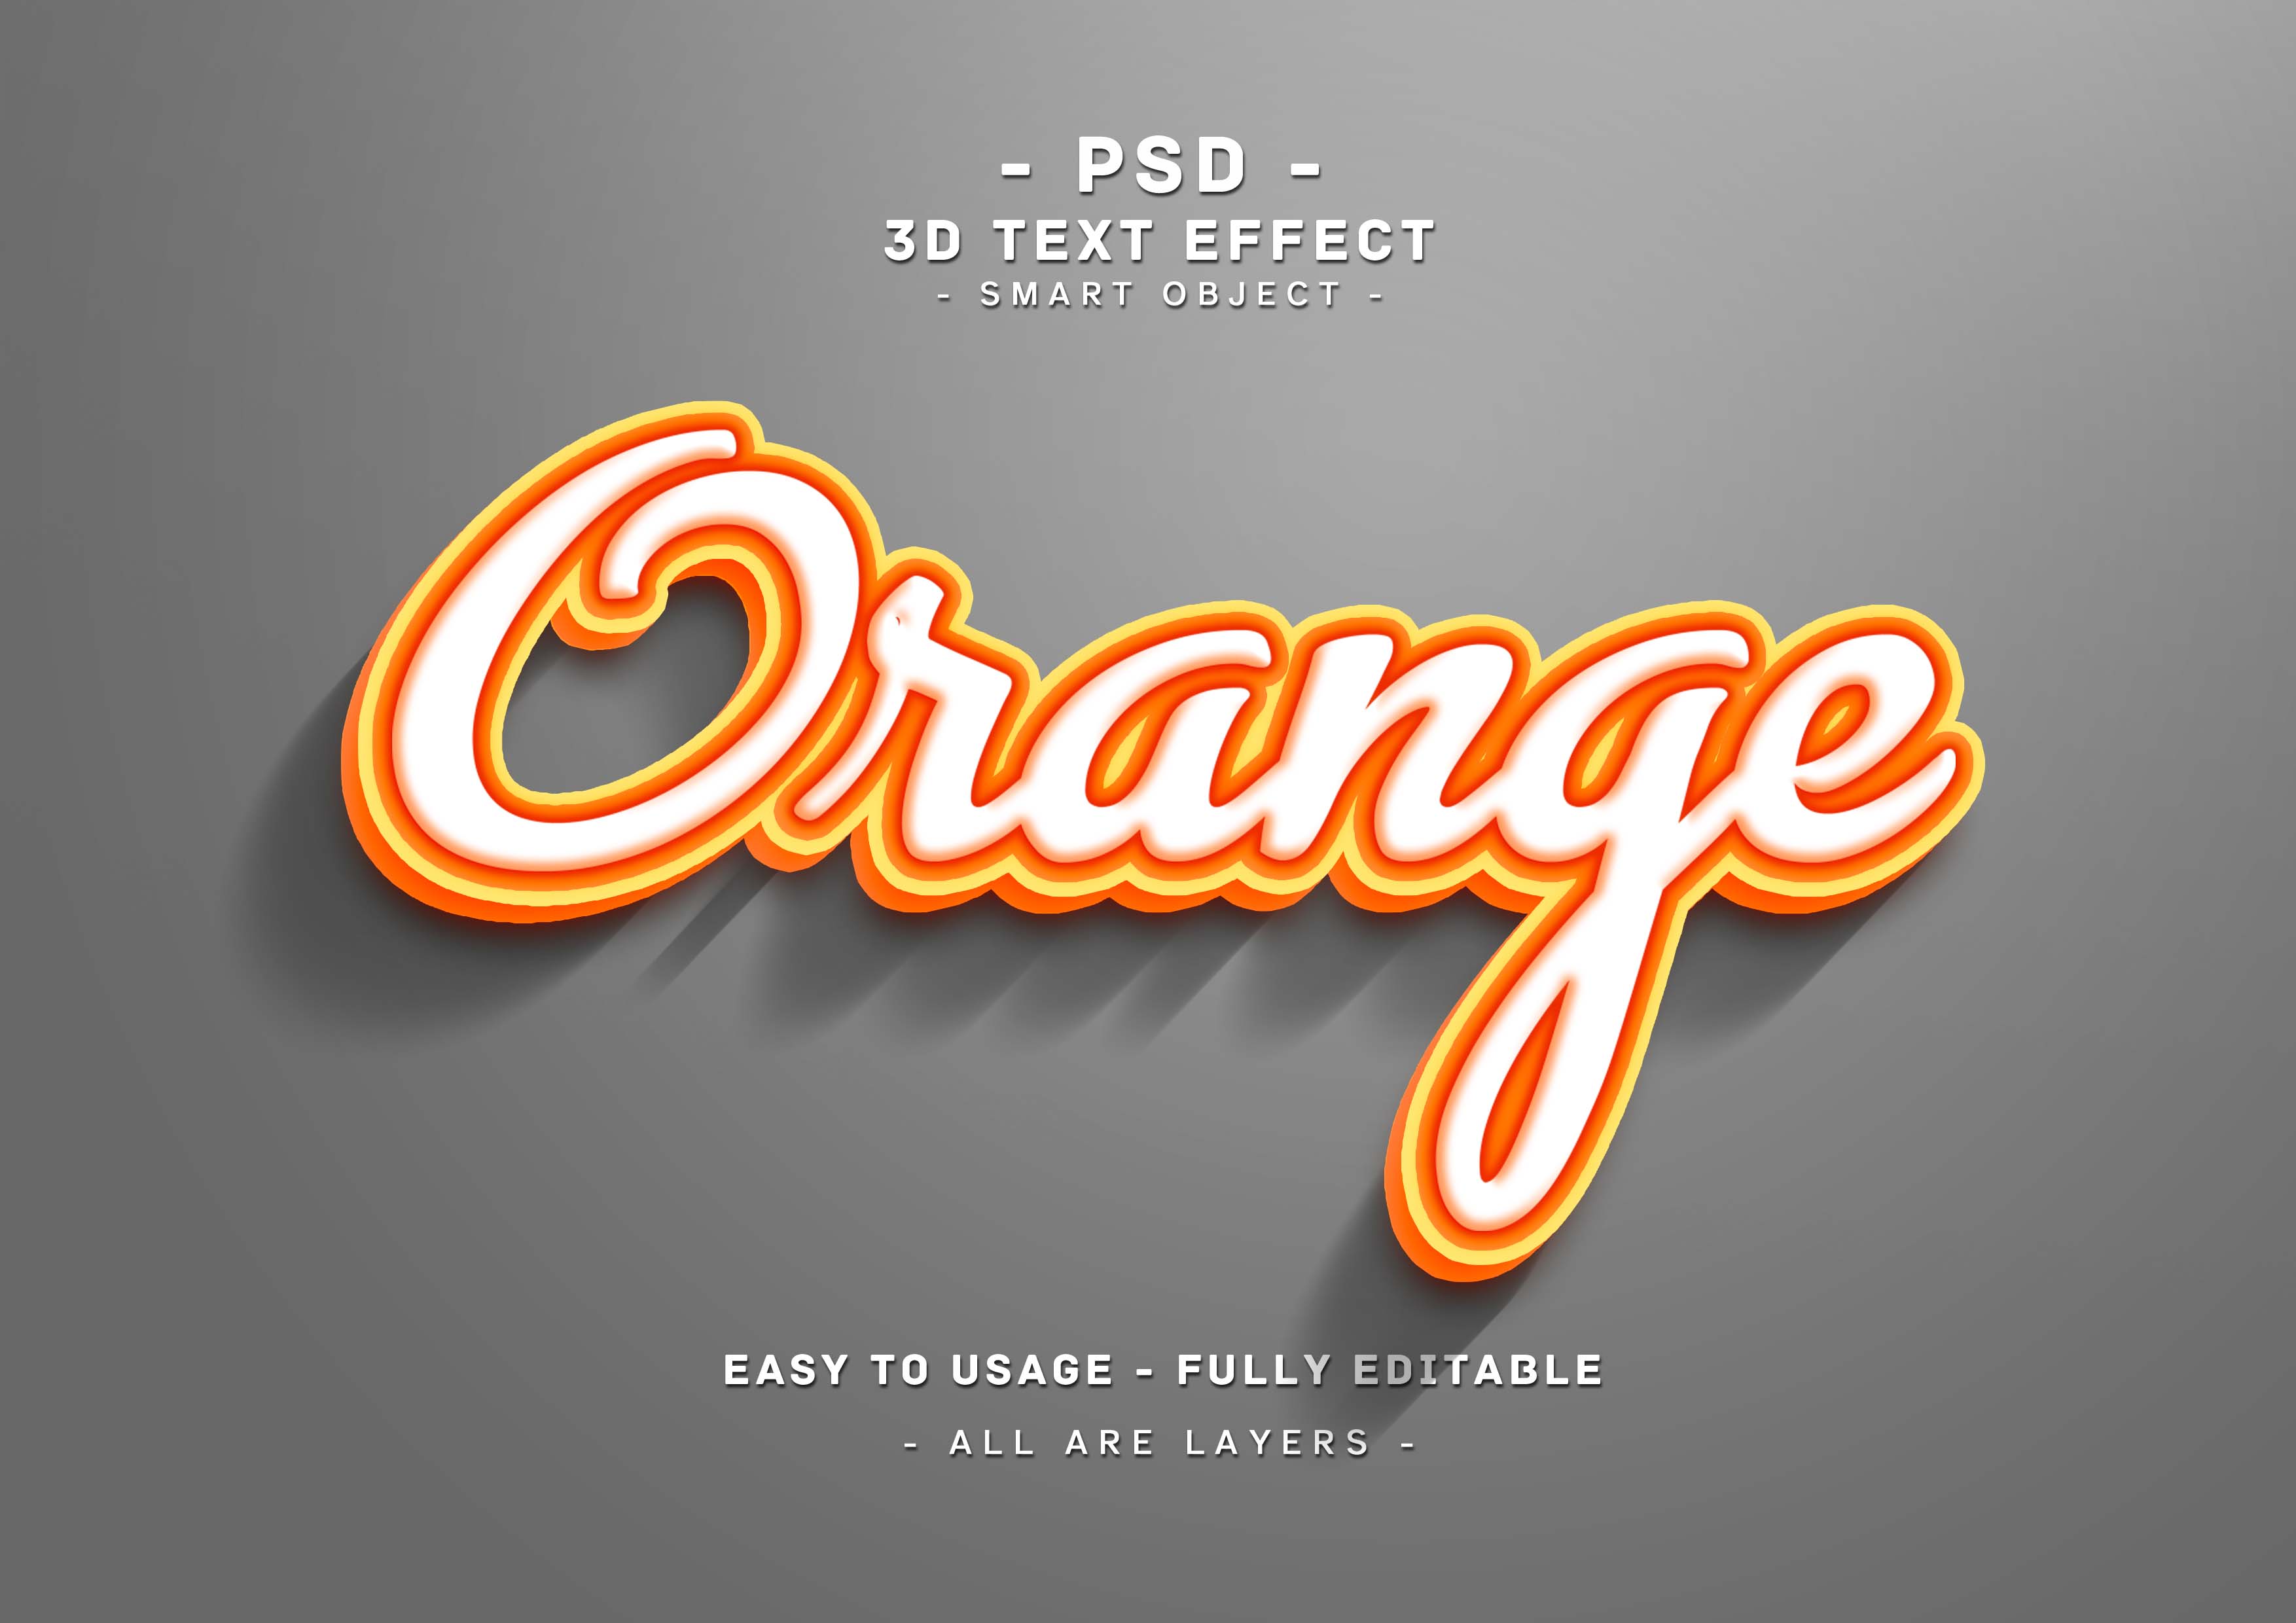 - PSD -
3D TEXT EFFECT
- SMART OBJECT -
Orange
EASY TO USAGE - FULLY EDITABLE
- ALL ARE LAYERS -